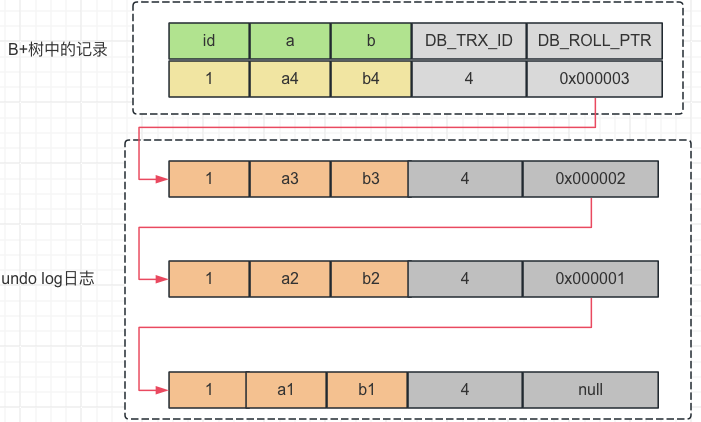 B+树中的记录
id a b DB_TRX_ID DB_ROLL_PTR
1 a4 b4 4 0x000003
1 a3 b3 4 0x000002
undo log日志
1 a2 b2 4 0x000001
1 a1 b1 4 null